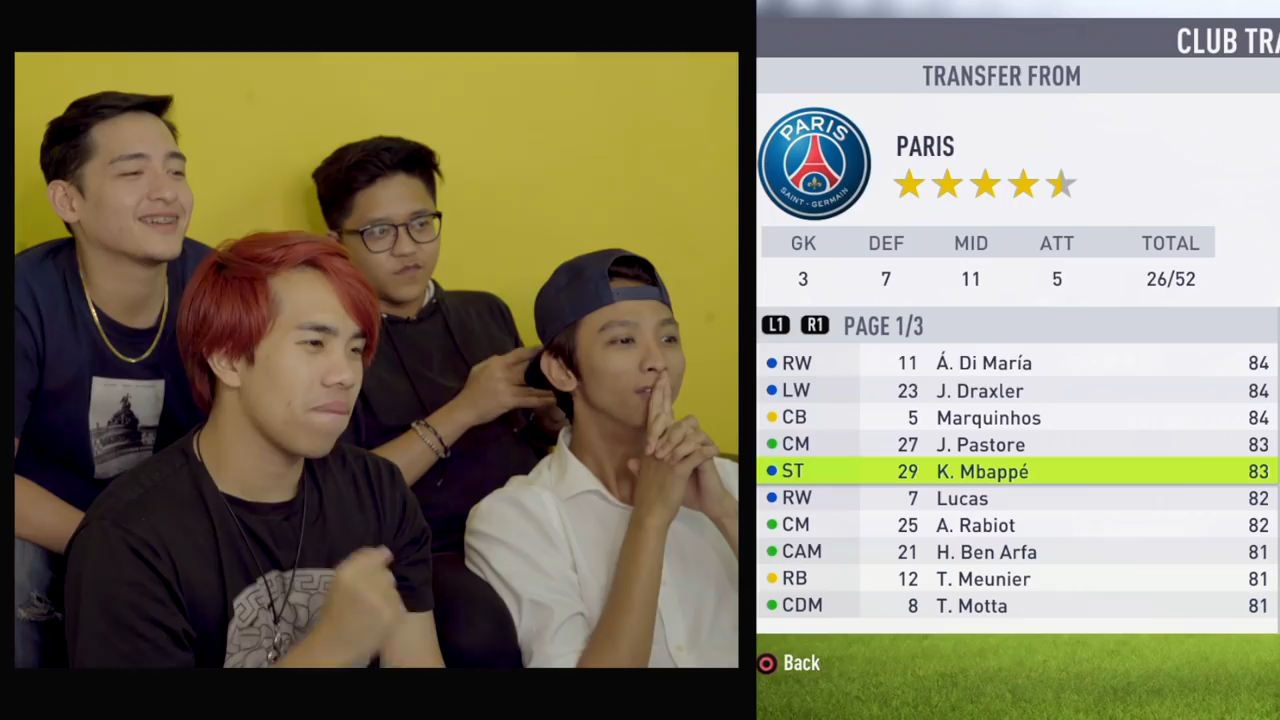 CLUB TRA
TRANSFER FROM
PARIS
SAINT-GERMAIN
PARIS
GK DEF MID ATT TOTAL
3 7 11 5 26/52
L1 R1 PAGE 1/3
RW 11 Á. Di María 84
LW 23 J. Draxler 84
CB 5 Marquinhos 84
CM 27 J. Pastore 83
ST 29 K. Mbappé 83
RW 7 Lucas 82
CM 25 A. Rabiot 82
CAM 21 H. Ben Arfa 81
RB 12 T. Meunier 81
CDM 8 T. Motta 81
Back